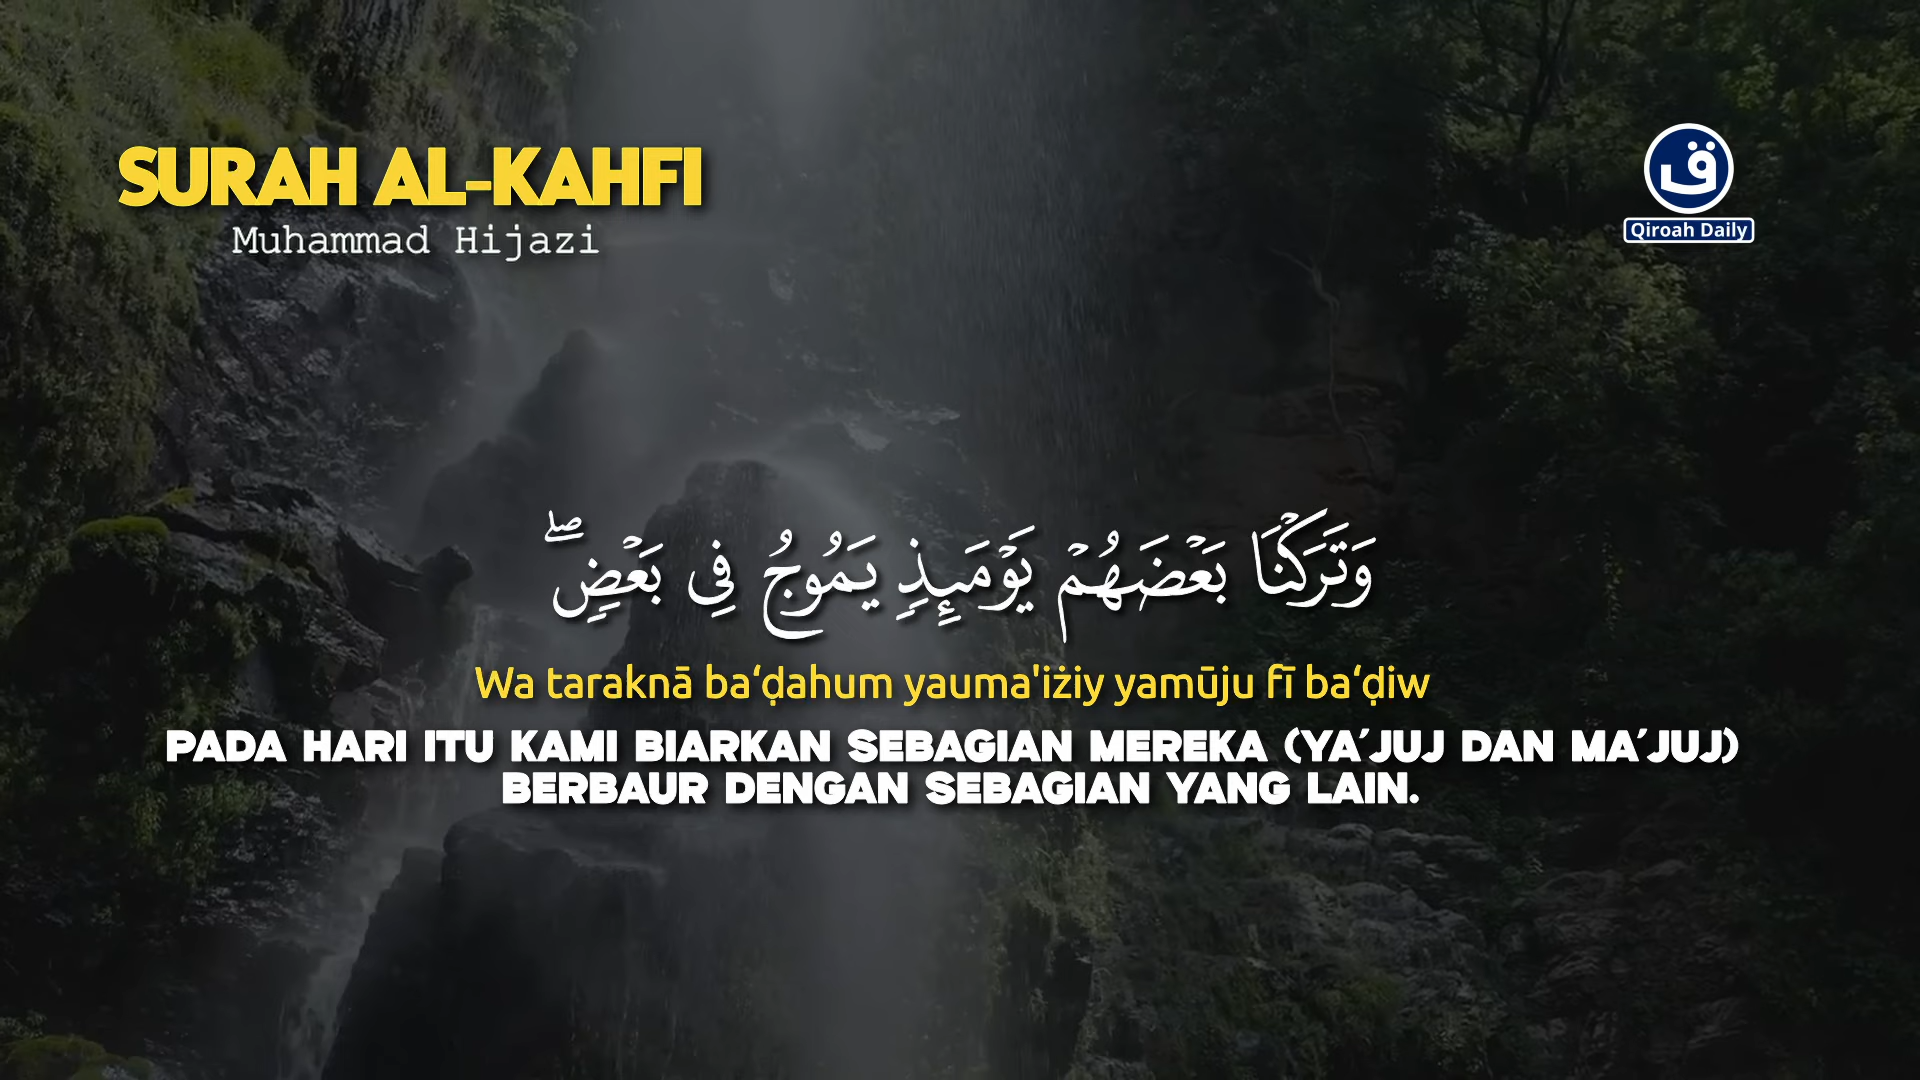 SURAH AL-KAHFI
Muhammad Hijazi
ق
Qiroah Daily
وَتَرَكْنَا بَعْضَهُمْ يَوْمَىِٕذٍ يَمُوجُ فِى بَعْضٍ ۖ
Wa taraknā ba‘ḍahum yauma'iżiy yamūju fī ba‘ḍiw
PADA HARI ITU KAMI BIARKAN SEBAGIAN MEREKA (YA’JUJ DAN MA’JUJ)
BERBAUR DENGAN SEBAGIAN YANG LAIN.